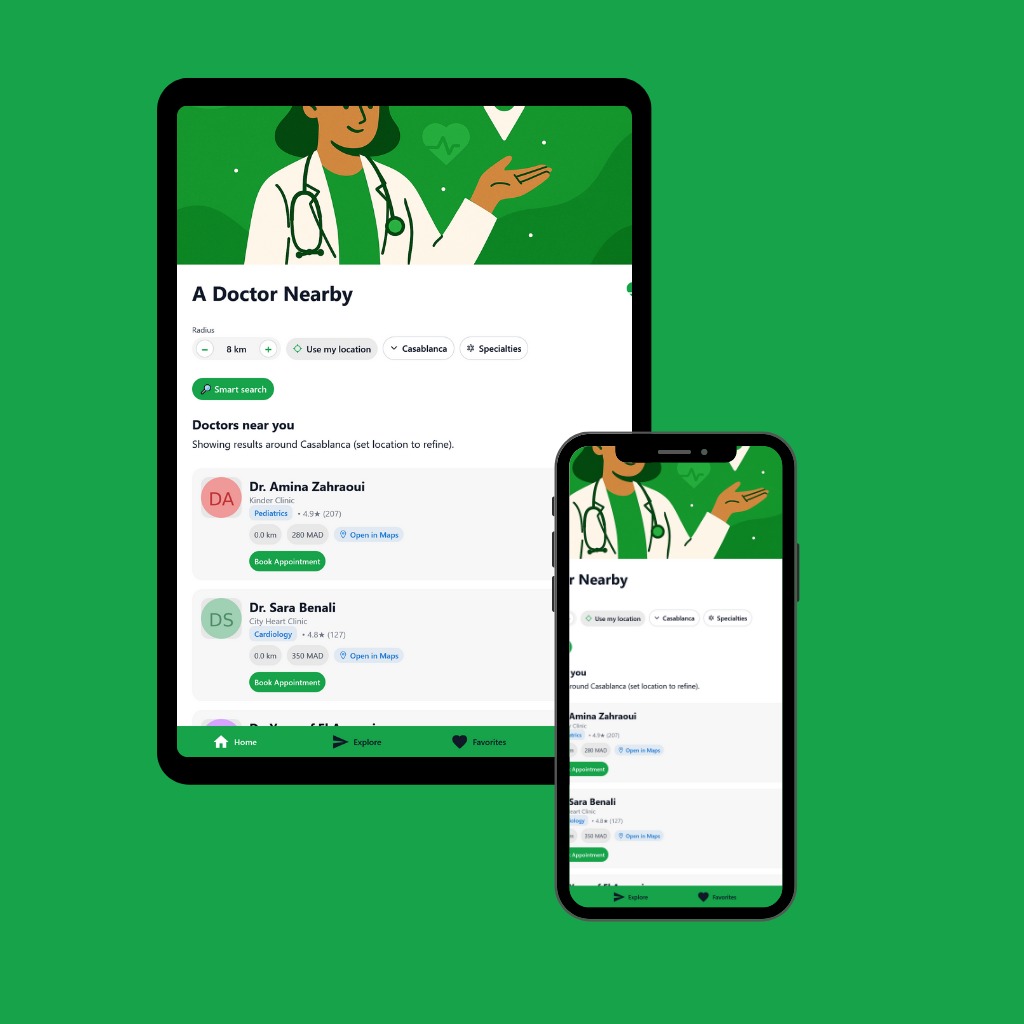 A Doctor Nearby
Radius
− 8 km + Use my location Casablanca Specialties
Smart search
Doctors near you
Showing results around Casablanca (set location to refine).
DA
Dr. Amina Zahraoui
Kinder Clinic
Pediatrics • 4.9★ (207)
0.0 km 280 MAD Open in Maps
Book Appointment
DS
Dr. Sara Benali
City Heart Clinic
Cardiology • 4.8★ (127)
0.0 km 350 MAD Open in Maps
Book Appointment
Home Explore Favorites
r Nearby
Use my location Casablanca Specialties
you
round Casablanca (set location to refine).
Amina Zahraoui
Clinic
• 4.9★ (207)
280 MAD Open in Maps
Appointment
Sara Benali
eart Clinic
iology • 4.8★ (127)
350 MAD Open in Maps
Appointment
Explore Favorites